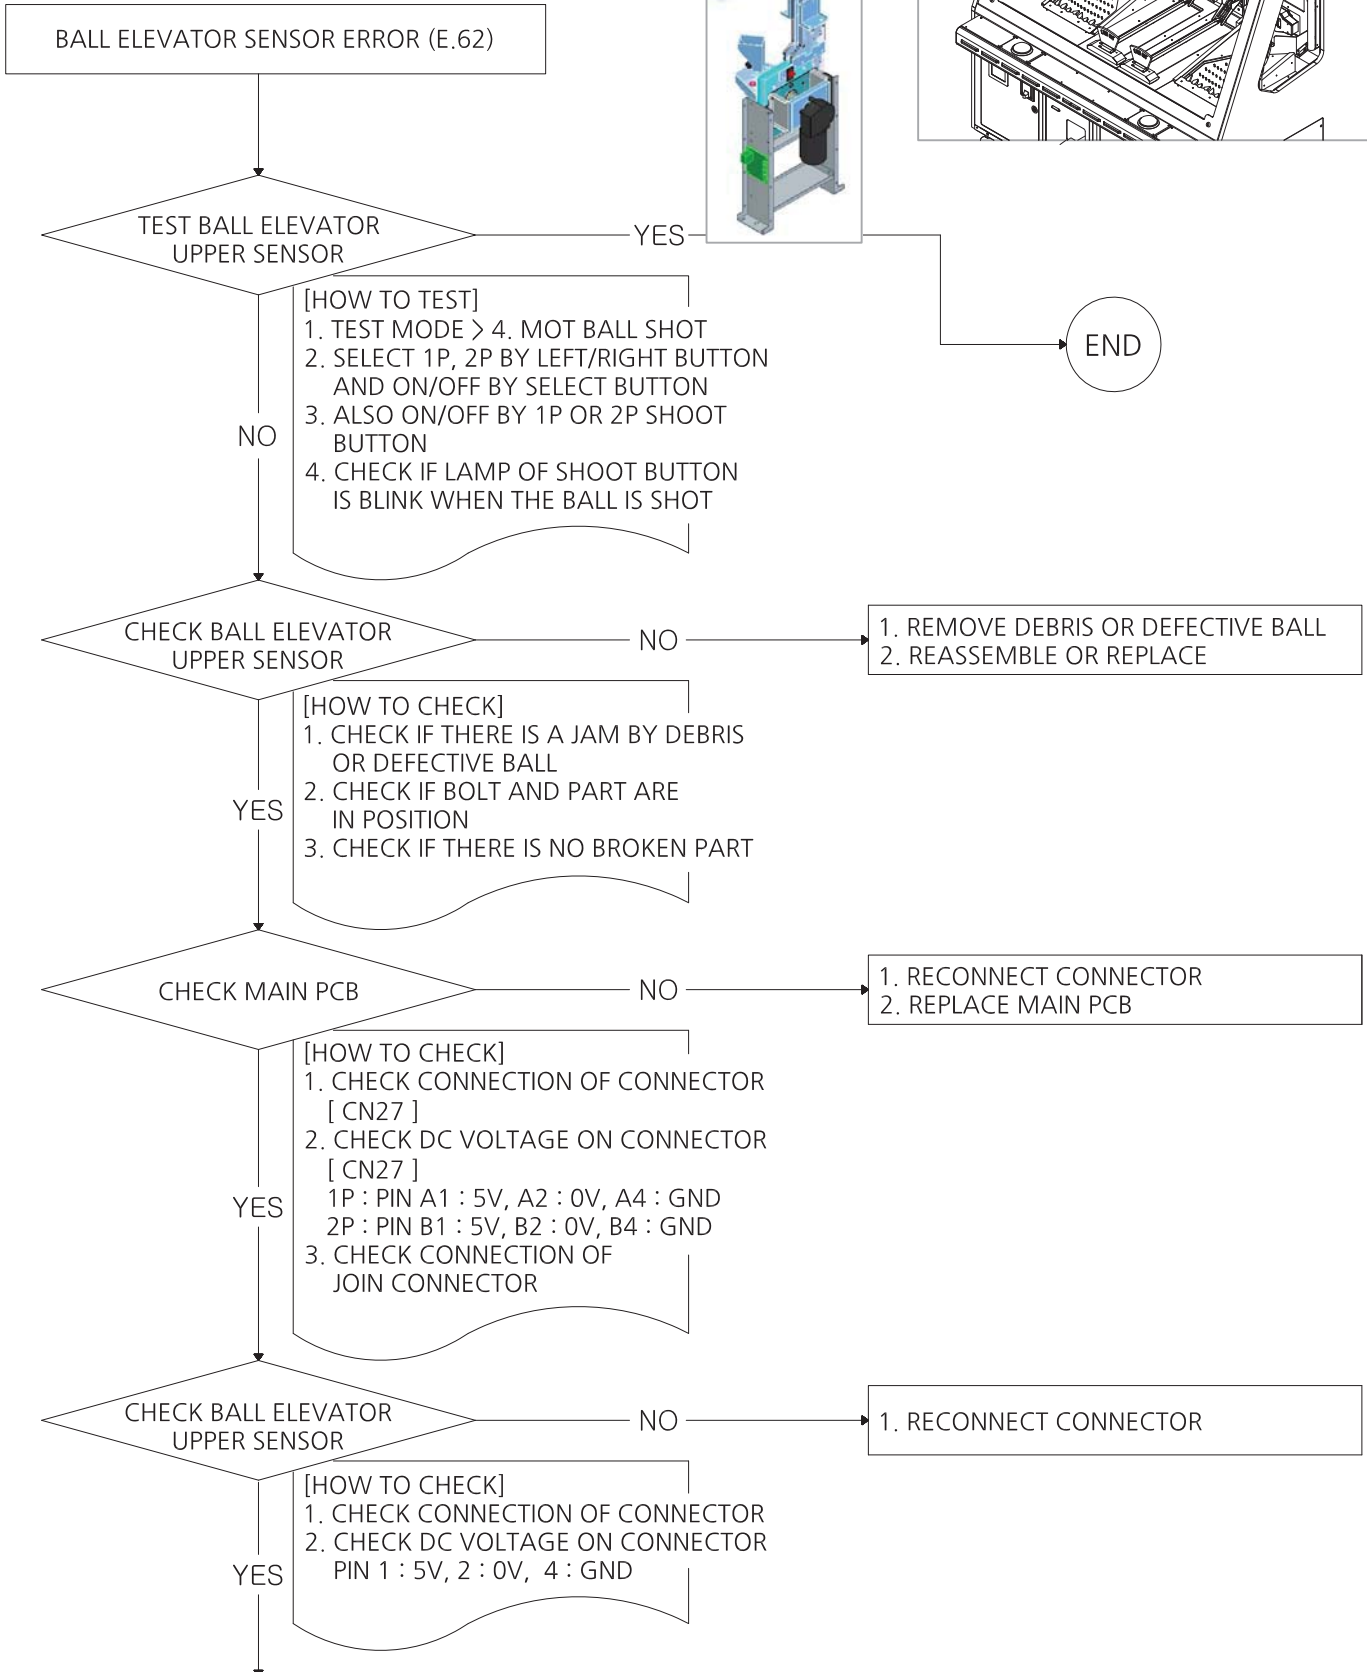 BALL ELEVATOR SENSOR ERROR (E.62)
TEST BALL ELEVATOR
UPPER SENSOR
YES
END
[HOW TO TEST]
1. TEST MODE > 4. MOT BALL SHOT
2. SELECT 1P, 2P BY LEFT/RIGHT BUTTON
AND ON/OFF BY SELECT BUTTON
3. ALSO ON/OFF BY 1P OR 2P SHOOT
BUTTON
4. CHECK IF LAMP OF SHOOT BUTTON
IS BLINK WHEN THE BALL IS SHOT
NO
CHECK BALL ELEVATOR
UPPER SENSOR
NO
1. REMOVE DEBRIS OR DEFECTIVE BALL
2. REASSEMBLE OR REPLACE
[HOW TO CHECK]
1. CHECK IF THERE IS A JAM BY DEBRIS
OR DEFECTIVE BALL
2. CHECK IF BOLT AND PART ARE
IN POSITION
3. CHECK IF THERE IS NO BROKEN PART
YES
CHECK MAIN PCB
NO
1. RECONNECT CONNECTOR
2. REPLACE MAIN PCB
[HOW TO CHECK]
1. CHECK CONNECTION OF CONNECTOR
[ CN27 ]
2. CHECK DC VOLTAGE ON CONNECTOR
[ CN27 ]
1P : PIN A1 : 5V, A2 : 0V, A4 : GND
2P : PIN B1 : 5V, B2 : 0V, B4 : GND
3. CHECK CONNECTION OF
JOIN CONNECTOR
YES
CHECK BALL ELEVATOR
UPPER SENSOR
NO
1. RECONNECT CONNECTOR
[HOW TO CHECK]
1. CHECK CONNECTION OF CONNECTOR
2. CHECK DC VOLTAGE ON CONNECTOR
PIN 1 : 5V, 2 : 0V, 4 : GND
YES